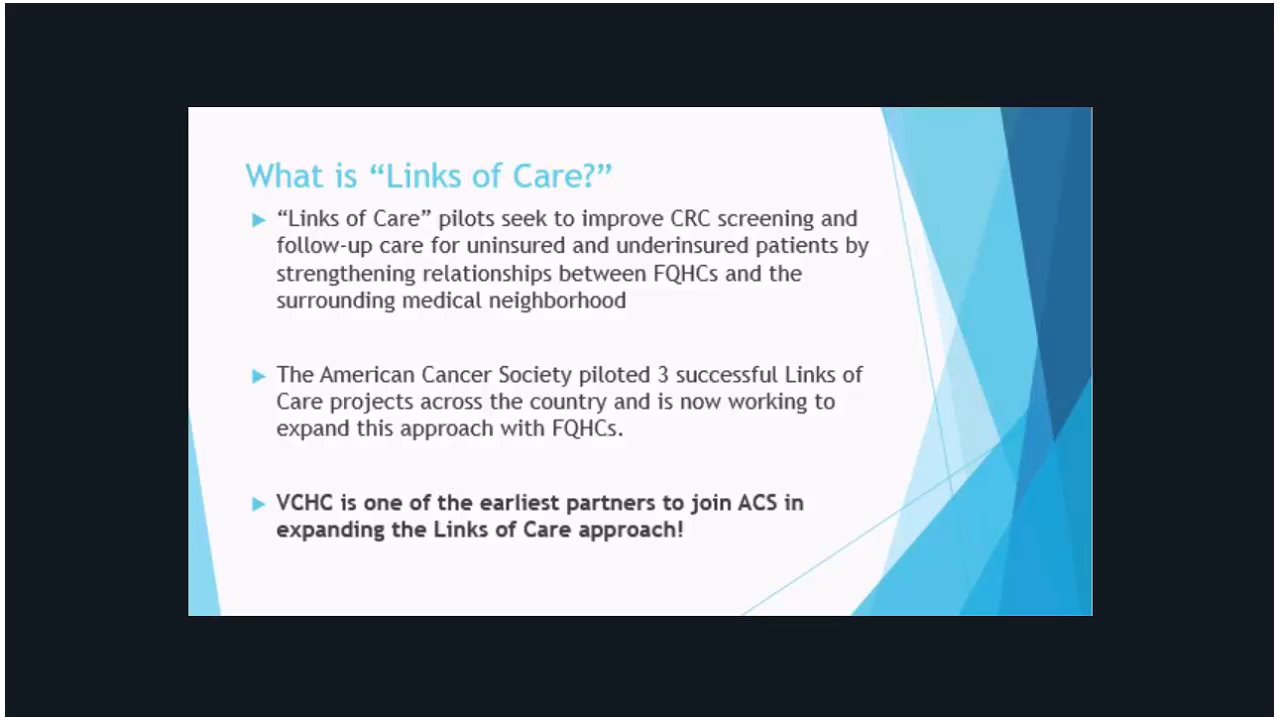 What is “Links of Care?”
“Links of Care” pilots seek to improve CRC screening and
follow-up care for uninsured and underinsured patients by
strengthening relationships between FQHCs and the
surrounding medical neighborhood
The American Cancer Society piloted 3 successful Links of
Care projects across the country and is now working to
expand this approach with FQHCs.
VCHC is one of the earliest partners to join ACS in
expanding the Links of Care approach!